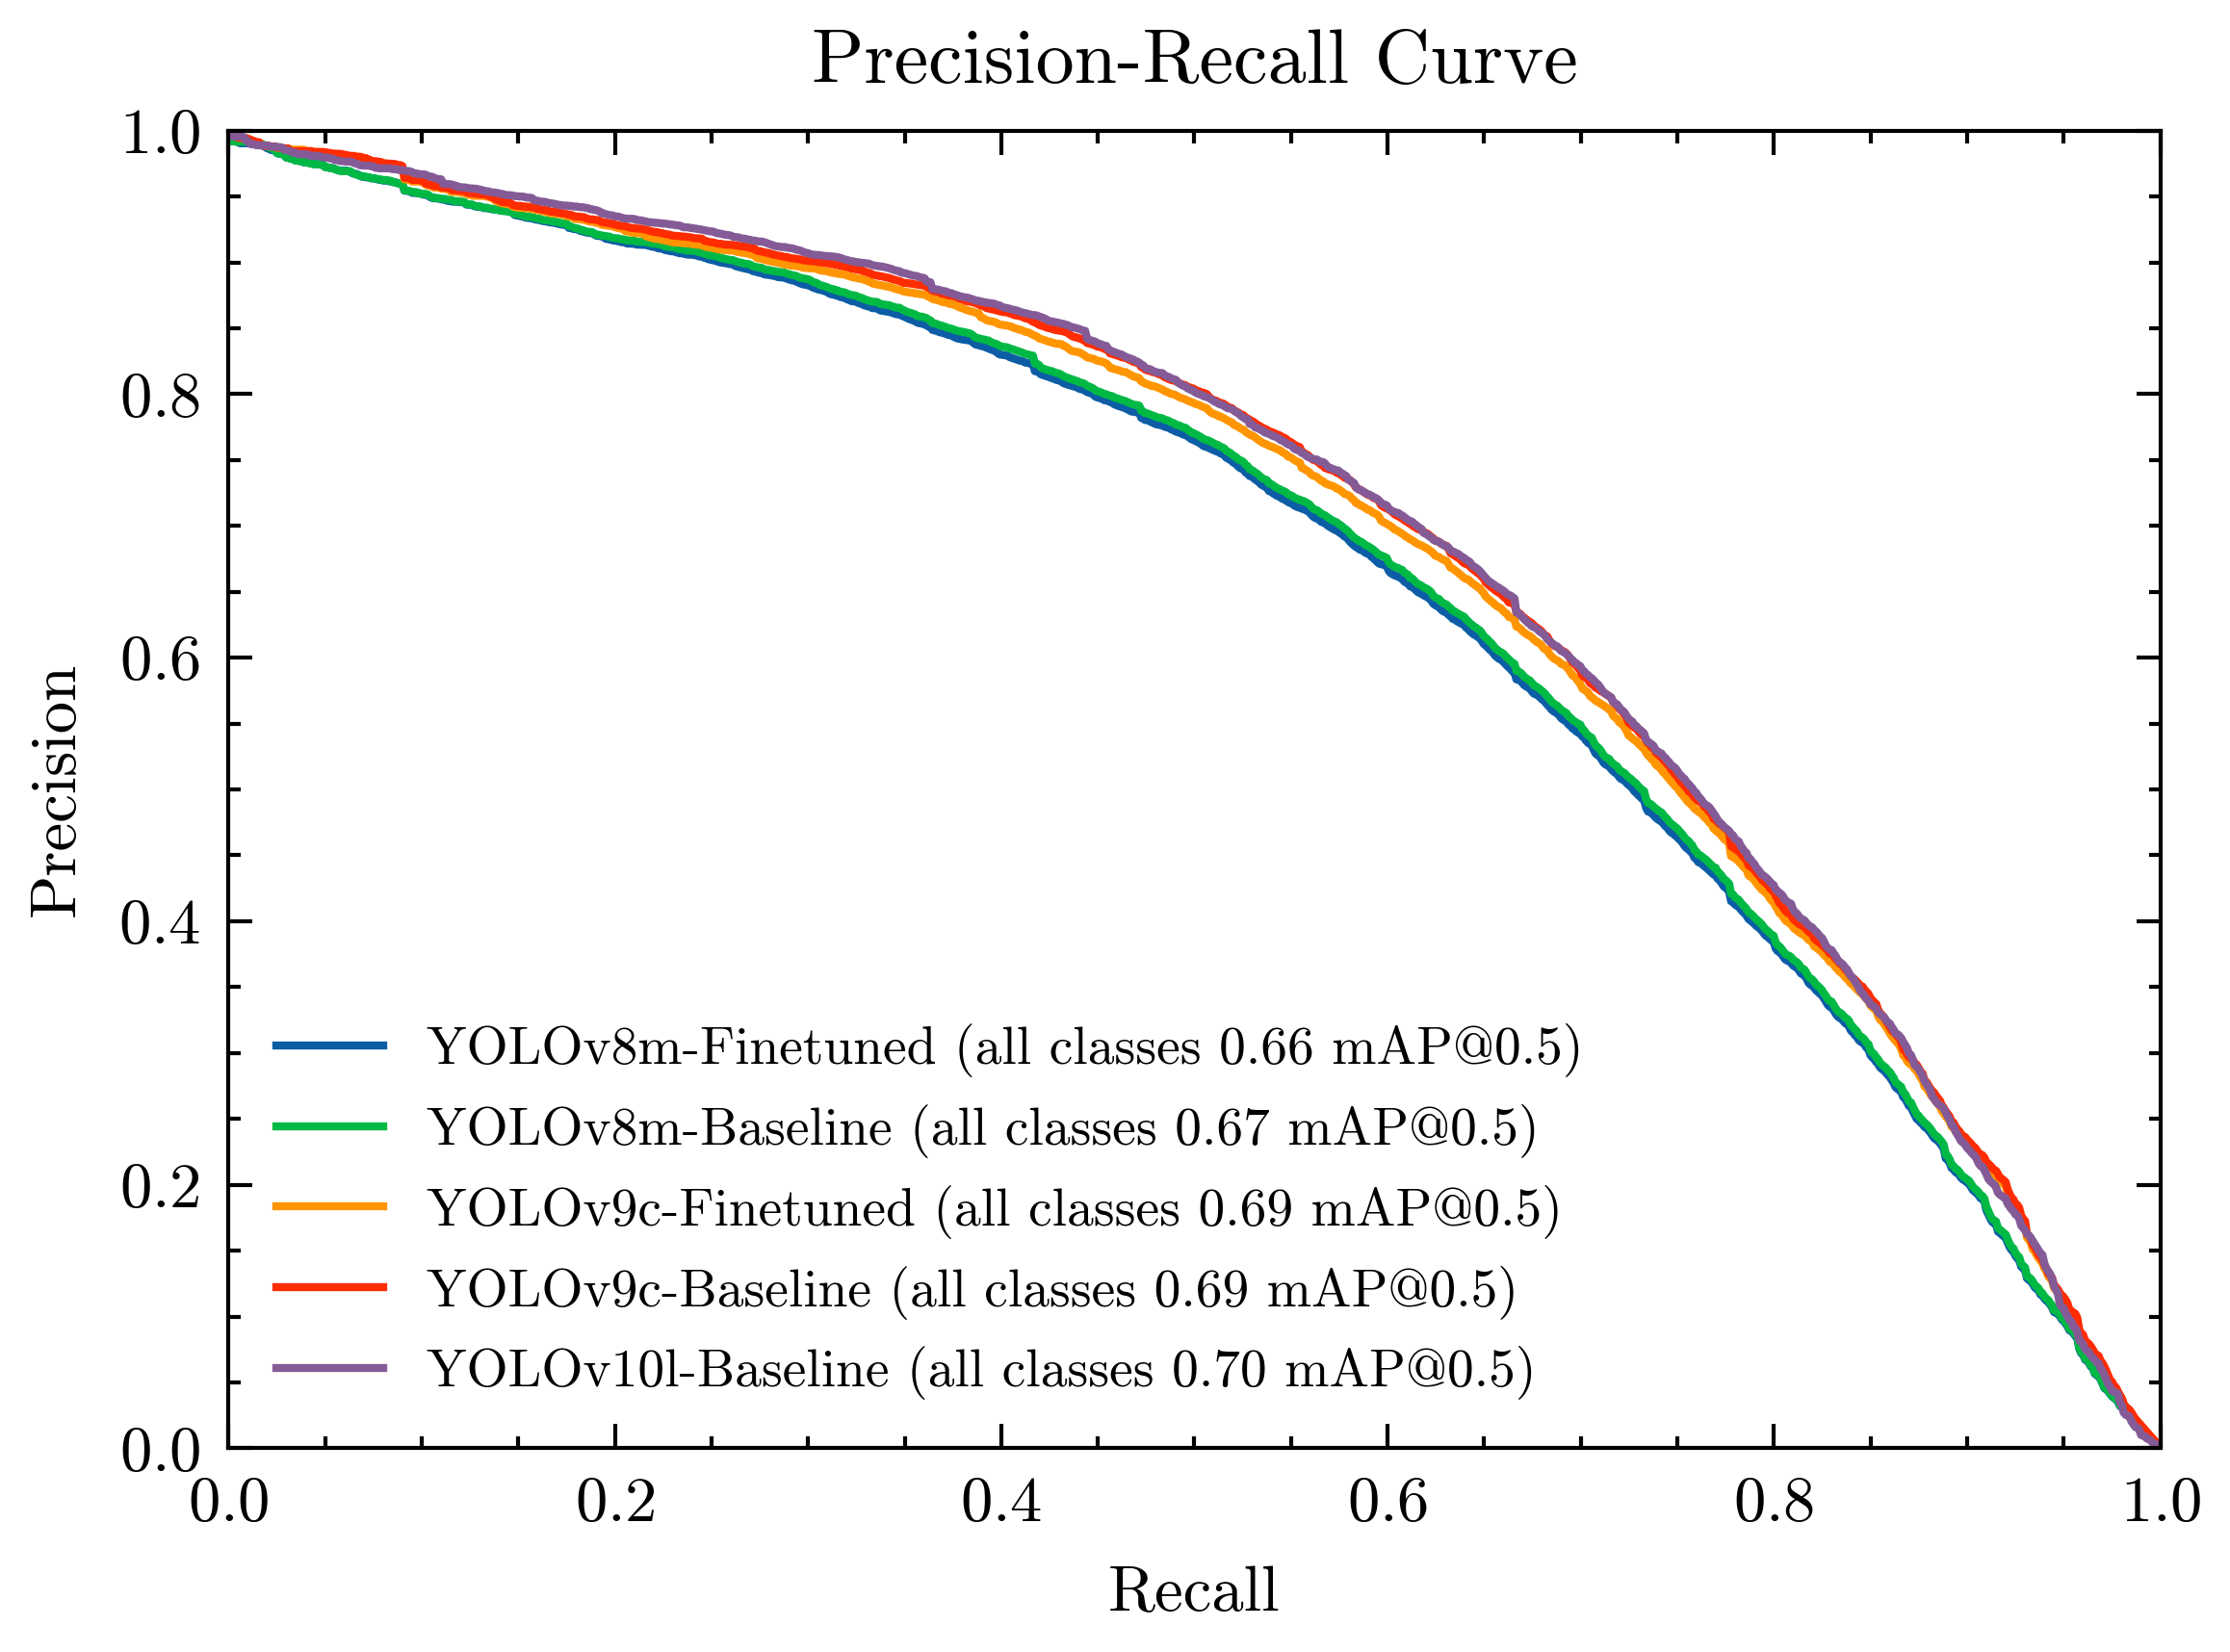 Precision-Recall Curve
1.0
0.8
0.6
0.4
0.2
0.0
Precision
YOLOv8m-Finetuned (all classes 0.66 mAP@0.5)
YOLOv8m-Baseline (all classes 0.67 mAP@0.5)
YOLOv9c-Finetuned (all classes 0.69 mAP@0.5)
YOLOv9c-Baseline (all classes 0.69 mAP@0.5)
YOLOv10l-Baseline (all classes 0.70 mAP@0.5)
0.0 0.2 0.4 0.6 0.8 1.0
Recall